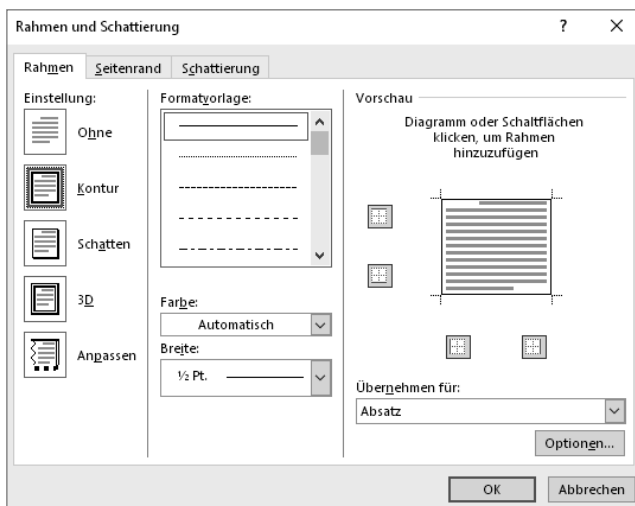 Rahmen und Schattierung
?
Rahmen
Seitenrand
Schattierung
Einstellung:
Ohne
Kontur
Schatten
3D
Anpassen
Formatvorlage:
Farbe:
Automatisch
Breite:
½ Pt.
Vorschau
Diagramm oder Schaltflächen
klicken, um Rahmen
hinzuzufügen
Übernehmen für:
Absatz
Optionen...
OK
Abbrechen